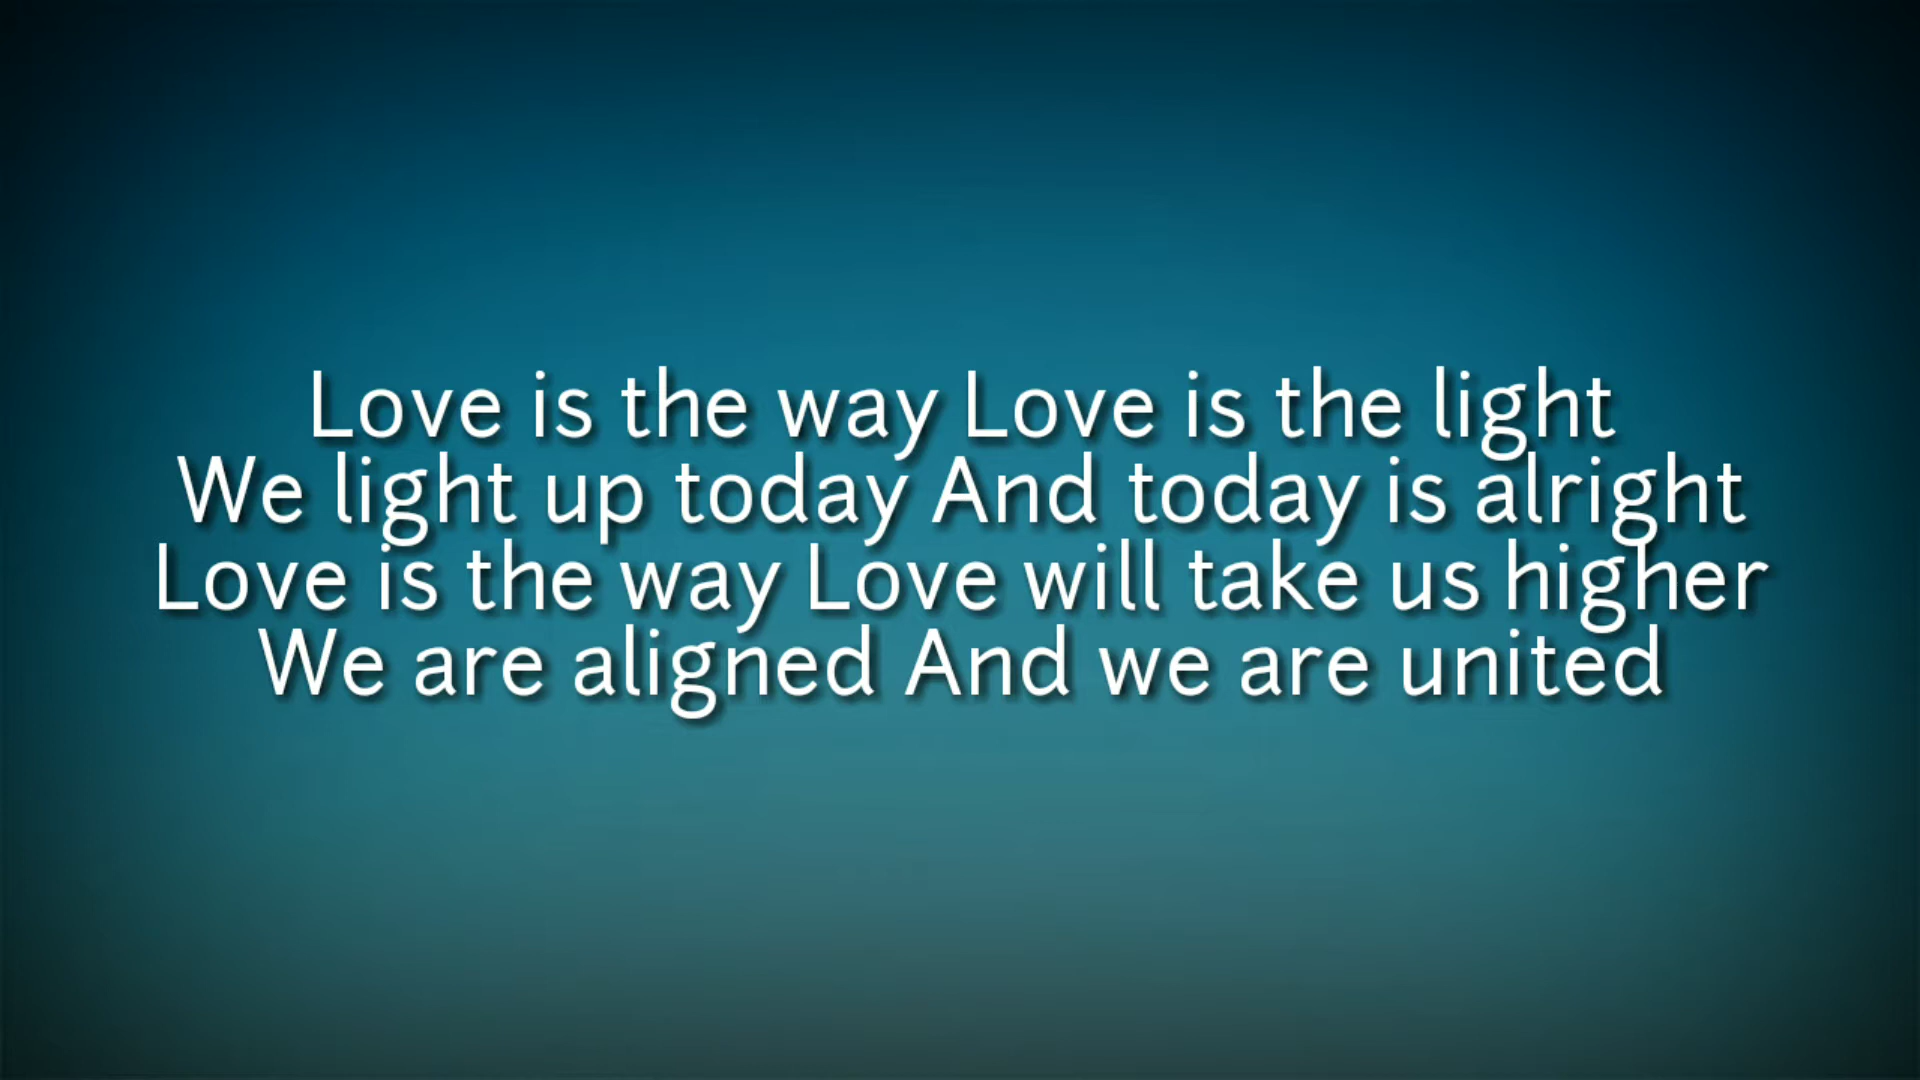 Love is the way Love is the light
We light up today And today is alright
Love is the way Love will take us higher
We are aligned And we are united